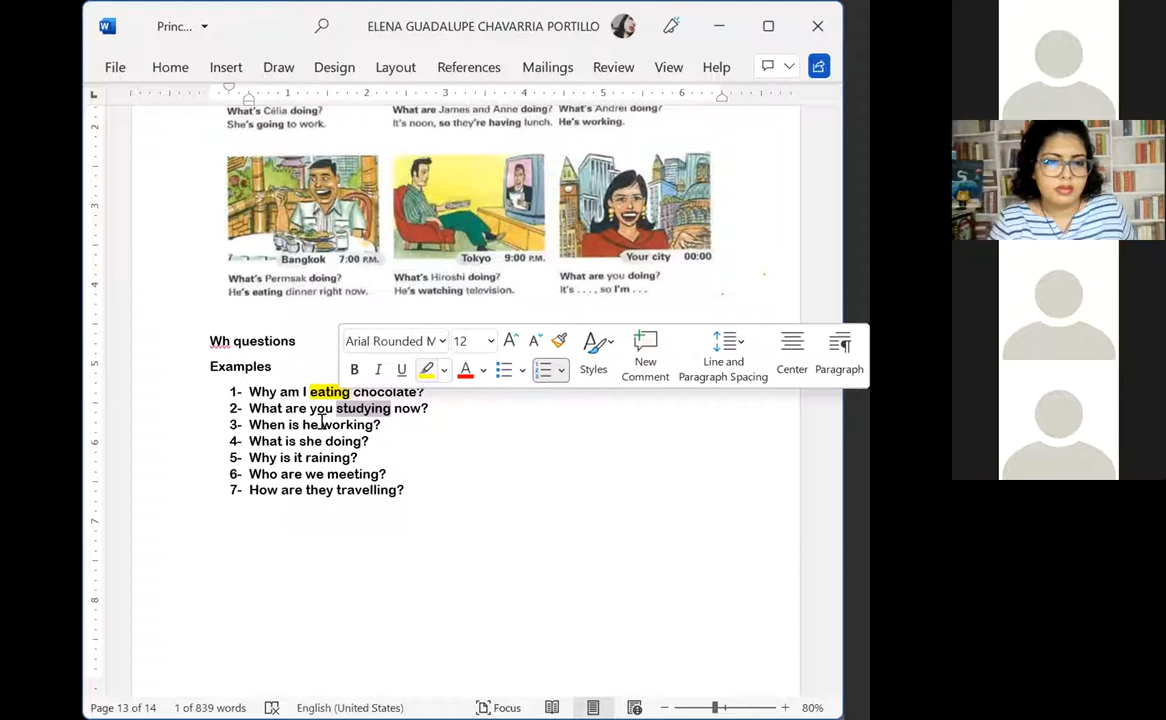 Princ...
ELENA GUADALUPE CHAVARRIA PORTILLO
File Home Insert Draw Design Layout References Mailings Review View Help
1 2 3 4 5 6
What's Célia doing? What are James and Anne doing? What's Andrei doing?
She's going to work. It's noon, so they're having lunch. He's working.
Bangkok 7:00 P.M. Tokyo 9:00 P.M. Your city 00:00
What's Permsak doing? What's Hiroshi doing? What are you doing?
He's eating dinner right now. He's watching television. It's . . . , so I'm . . .
Wh questions
Examples
Arial Rounded M 12
Styles New Comment Line and Paragraph Spacing Center Paragraph
1- Why am I eating chocolate?
2- What are you studying now?
3- When is he working?
4- What is she doing?
5- Why is it raining?
6- Who are we meeting?
7- How are they travelling?
Page 13 of 14 1 of 839 words English (United States) Focus 80%